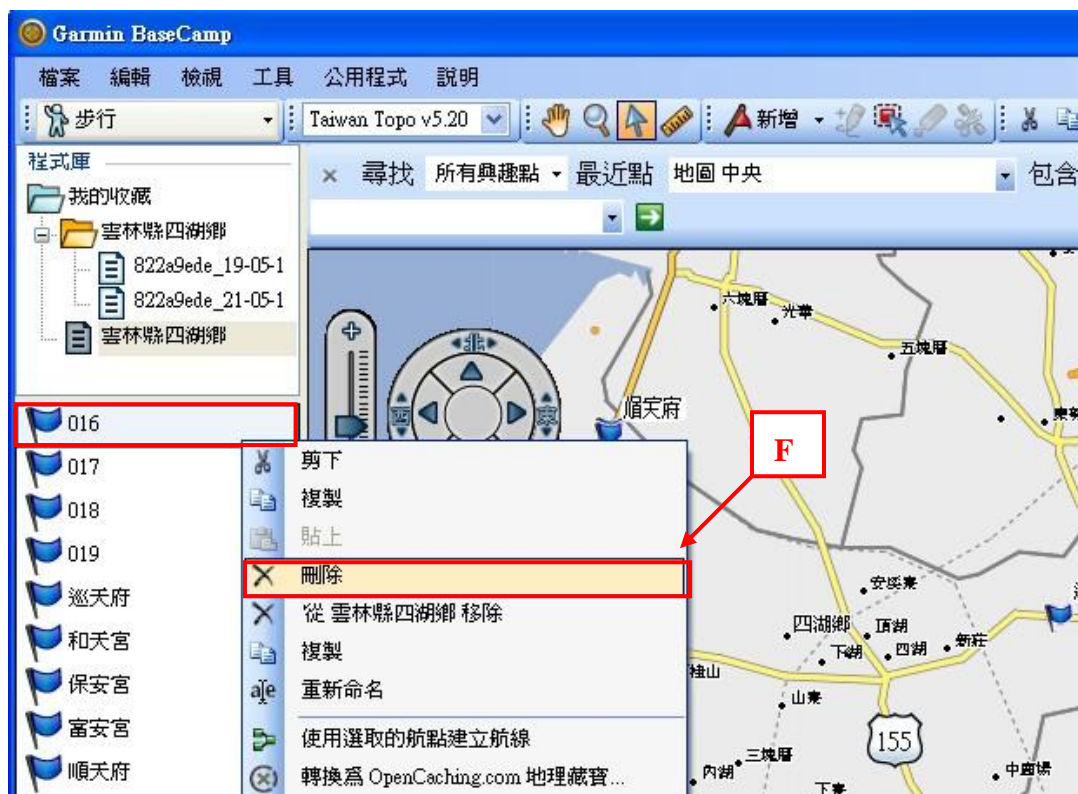 Garmin BaseCamp
檔案 編輯 檢視 工具 公用程式 說明
步行 Taiwan Topo v5.20 新增
程式庫
我的收藏
雲林縣四湖鄉
822a9ede_19-05-1
822a9ede_21-05-1
雲林縣四湖鄉
尋找 所有興趣點 最近點 地圖 中央 包含
016
017
018
019
巡天府
和天宮
保安宮
富安宮
順天府
剪下
複製
貼上
刪除
從 雲林縣四湖鄉 移除
複製
重新命名
使用選取的航點建立航線
轉換為 OpenCaching.com 地理藏寶...
F
北
西
東
六塊厝
光華
五塊厝
順天府
四湖鄉
頂湖
下湖
四湖
新莊
山寮
155
三塊厝
內湖
下寮